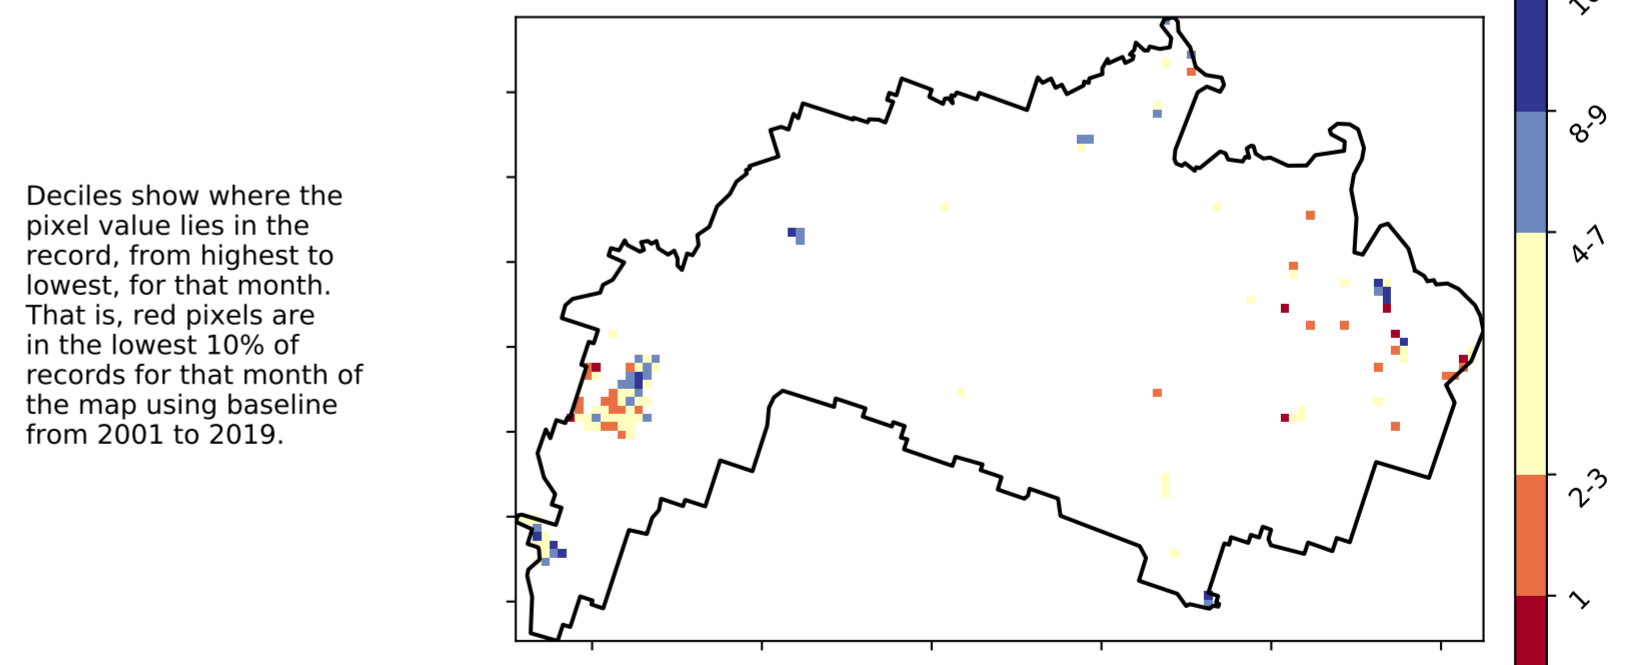 Deciles show where the
pixel value lies in the
record, from highest to
lowest, for that month.
That is, red pixels are
in the lowest 10% of
records for that month of
the map using baseline
from 2001 to 2019.
8-9
4-7
2-3
1